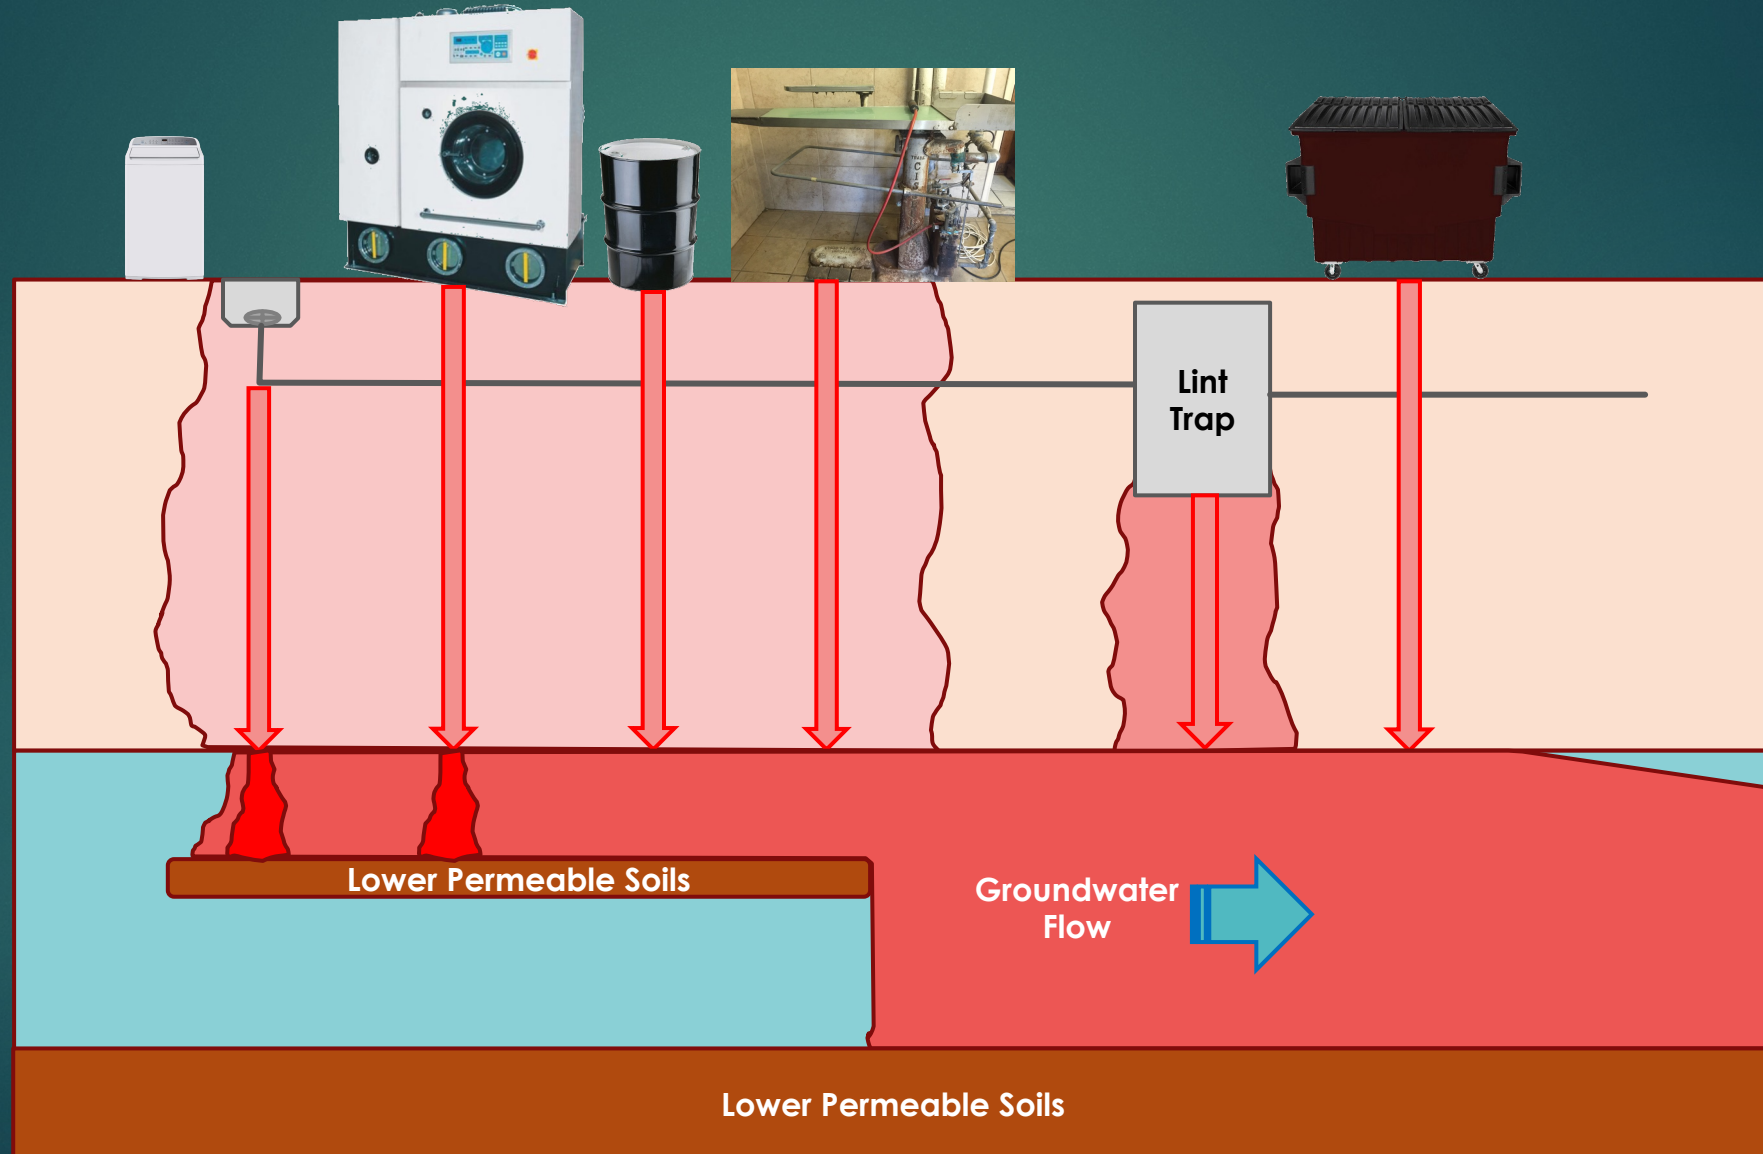 Lint
Trap
Lower Permeable Soils
Groundwater
Flow
Lower Permeable Soils